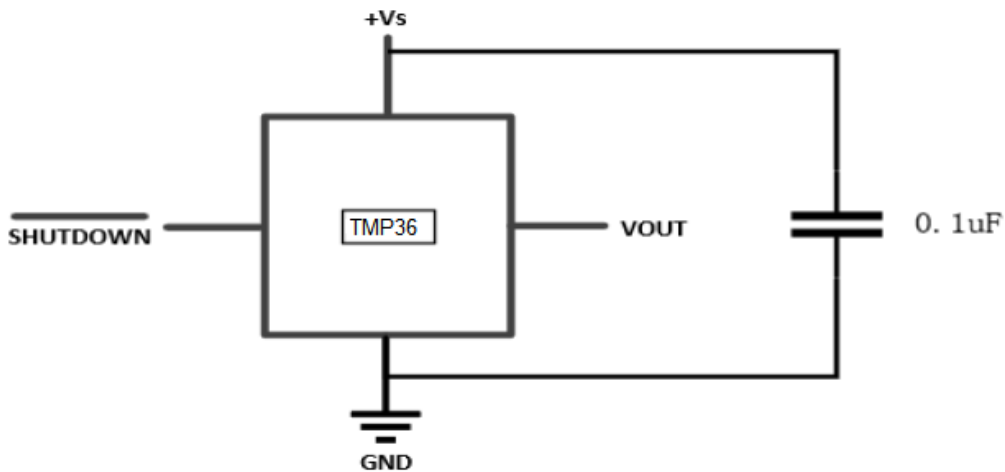 +Vs
SHUTDOWN
TMP36
VOUT
0. 1uF
GND